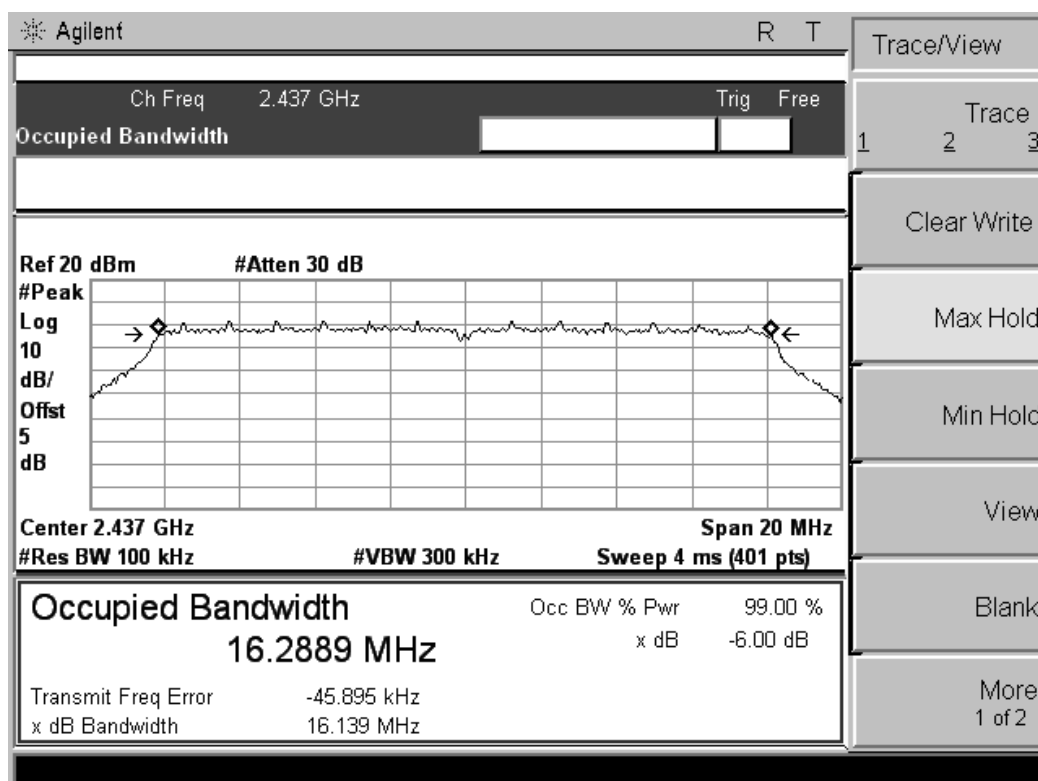 Agilent R T
Ch Freq 2.437 GHz Trig Free
Occupied Bandwidth
Ref 20 dBm #Atten 30 dB
#Peak
Log
10
dB/
Offst
5
dB
Center 2.437 GHz Span 20 MHz
#Res BW 100 kHz #VBW 300 kHz Sweep 4 ms (401 pts)
Occupied Bandwidth
16.2889 MHz
Occ BW % Pwr 99.00 %
x dB -6.00 dB
Transmit Freq Error -45.895 kHz
x dB Bandwidth 16.139 MHz
Trace/View
Trace
1 2 3
Clear Write
Max Hold
Min Hold
View
Blank
More
1 of 2